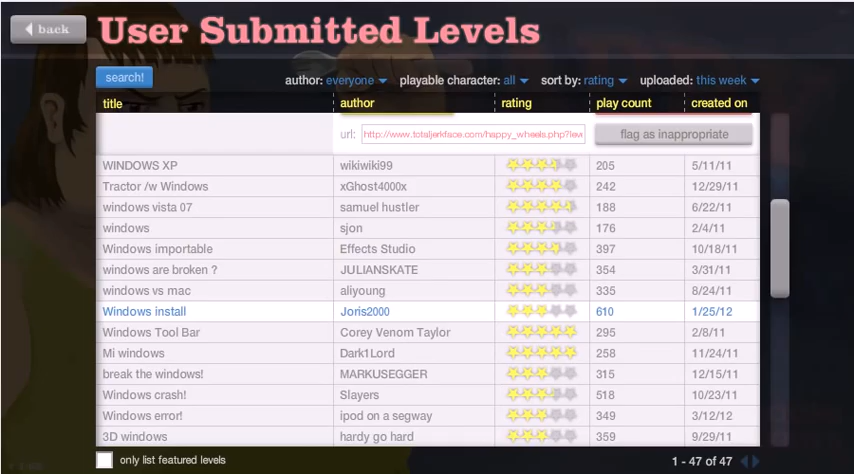 back
User Submitted Levels
search! author: everyone playable character: all sort by: rating uploaded: this week
title author rating play count created on
url: http://www.totaljerkface.com/happy_wheels.php?leve flag as inappropriate
WINDOWS XP wikiwiki99 205 5/11/11
Tractor /w Windows xGhost4000x 242 12/29/11
windows vista 07 samuel hustler 188 6/22/11
windows sjon 176 2/4/11
Windows importable Effects Studio 397 10/18/11
windows are broken ? JULIANSKATE 354 3/31/11
windows vs mac aliyoung 335 8/24/11
Windows install Joris2000 610 1/25/12
Windows Tool Bar Corey Venom Taylor 295 2/8/11
Mi windows Dark1Lord 258 11/24/11
break the windows! MARKUSEGGER 315 12/15/11
Windows crash! Slayers 518 10/23/11
Windows error! ipod on a segway 349 3/12/12
3D windows hardy go hard 359 9/29/11
only list featured levels 1 - 47 of 47